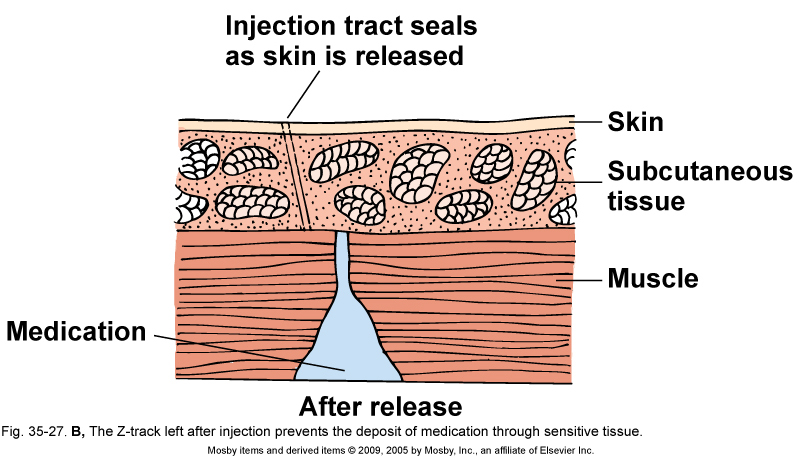 Injection tract seals
as skin is released
Skin
Subcutaneous
tissue
Muscle
Medication
After release
Fig. 35-27. B, The Z-track left after injection prevents the deposit of medication through sensitive tissue.
Mosby items and derived items © 2009, 2005 by Mosby, Inc., an affiliate of Elsevier Inc.